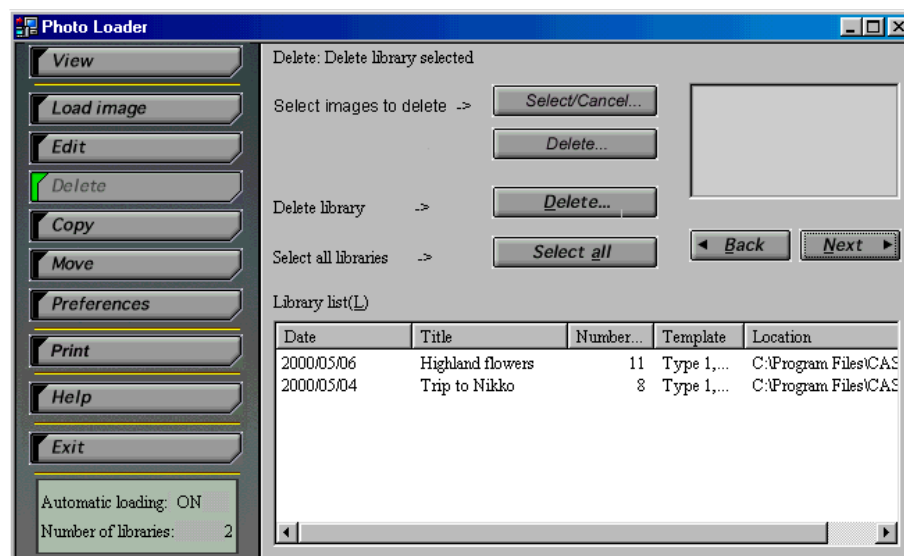 Photo Loader
View
Load image
Edit
Delete
Copy
Move
Preferences
Print
Help
Exit
Automatic loading: ON
Number of libraries: 2
Delete: Delete library selected
Select images to delete -> Select/Cancel...
Delete...
Delete library -> Delete...
Select all libraries -> Select all
Back Next
Library list(L)
Date Title Number... Template Location
2000/05/06 Highland flowers 11 Type 1,... C:\Program Files\CAS
2000/05/04 Trip to Nikko 8 Type 1,... C:\Program Files\CAS